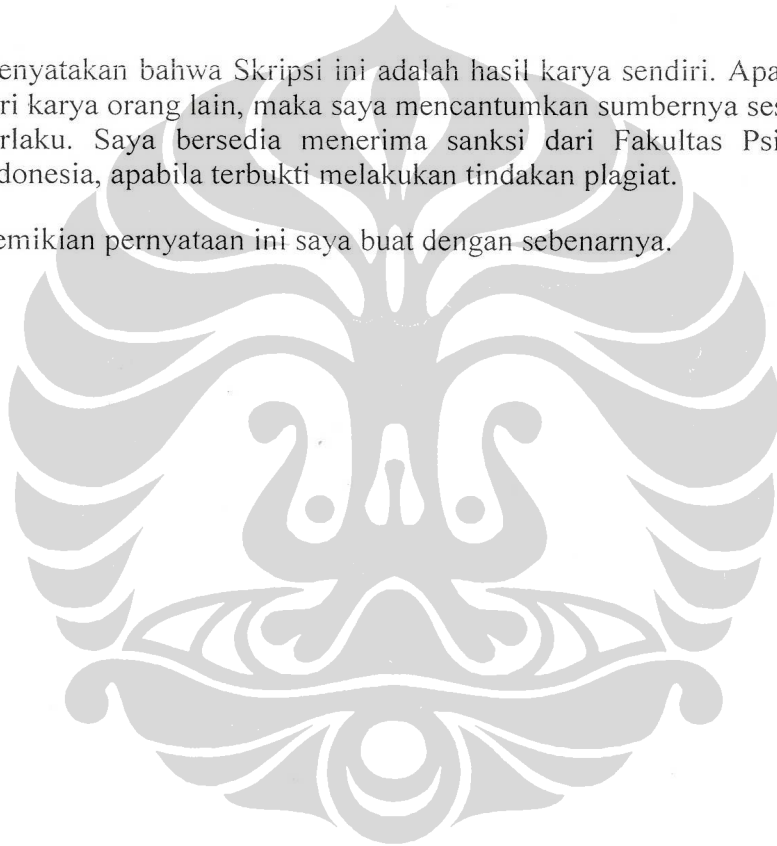 enyatakan bahwa Skripsi ini adalah hasil karya sendiri. Apa
ri karya orang lain, maka saya mencantumkan sumbernya ses
rlaku. Saya bersedia menerima sanksi dari Fakultas Psi
donesia, apabila terbukti melakukan tindakan plagiat.
emikian pernyataan ini saya buat dengan sebenarnya.